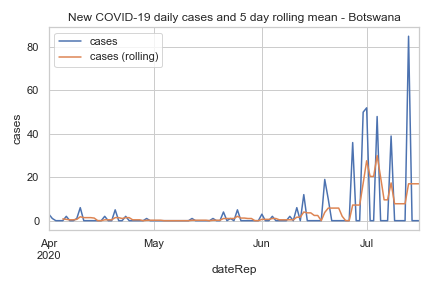 New COVID-19 daily cases and 5 day rolling mean - Botswana
cases
cases (rolling)
80
60
40
20
0
cases
Apr
2020
May
Jun
Jul
dateRep